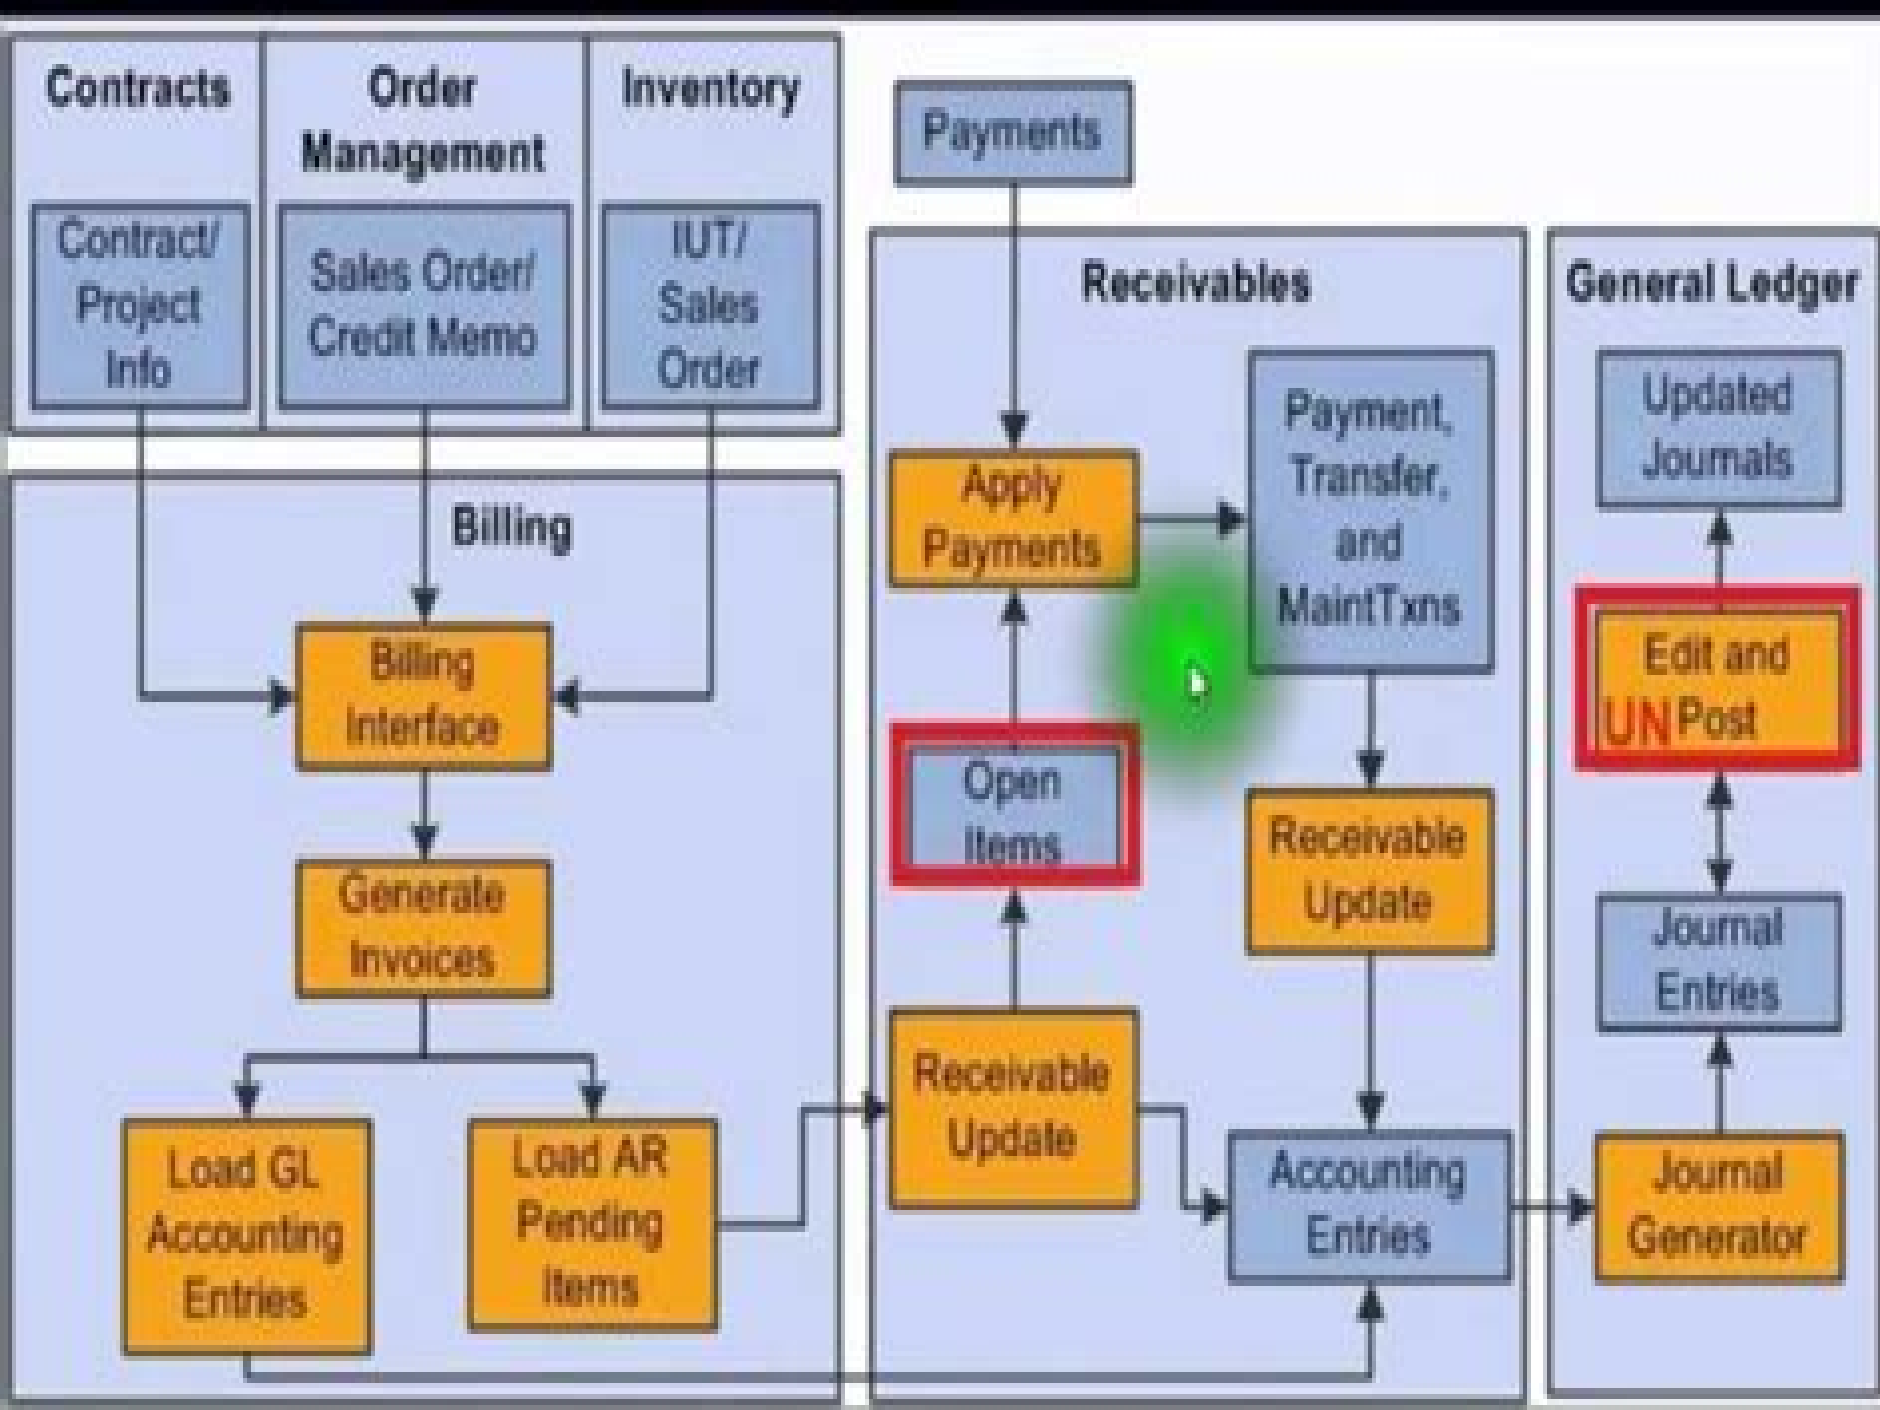 Contracts
Order
Management
Inventory
Contract/
Project
Info
Sales Order/
Credit Memo
IUT/
Sales
Order
Payments
Billing
Billing
Interface
Generate
Invoices
Load GL
Accounting
Entries
Load AR
Pending
Items
Receivables
Apply
Payments
Payment,
Transfer,
and
MaintTxns
Open
Items
Receivable
Update
Receivable
Update
Accounting
Entries
General Ledger
Updated
Journals
Edit and
UN Post
Journal
Entries
Journal
Generator